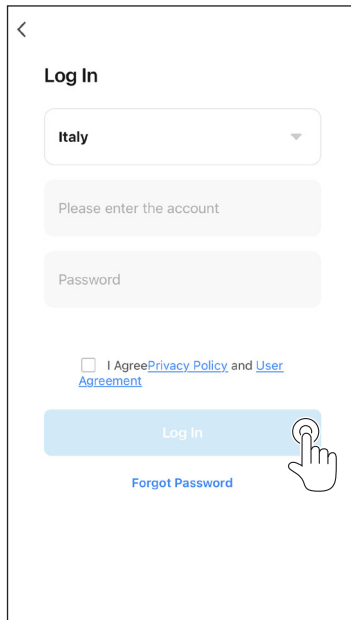 Log In
Italy
Please enter the account
Password
I AgreePrivacy Policy and User
Agreement
Log In
Forgot Password